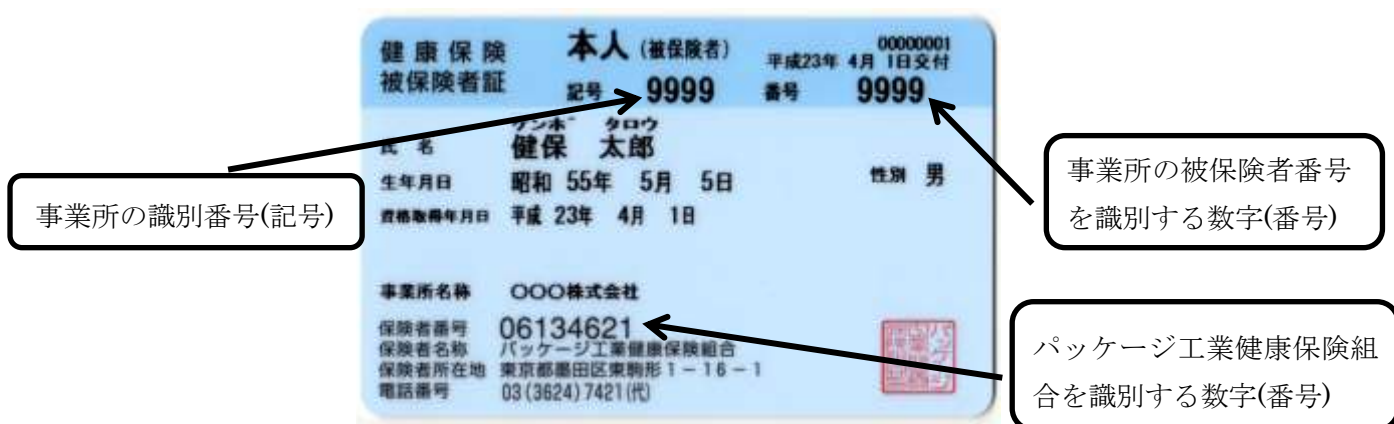 健康保険 本人(被保険者) 00000001
被保険者証 平成23年 4月 1日交付
記号 9999 番号 9999
ケンポ タロウ
氏 名 健保 太郎
生年月日 昭和 55年 5月 5日 性別 男
資格取得年月日 平成 23年 4月 1日
事業所名称 〇〇〇株式会社
保険者番号 06134621
保険者名称 パッケージ工業健康保険組合
保険者所在地 東京都墨田区東駒形1-16-1
電話番号 03(3624)7421(代)
事業所の識別番号(記号)
事業所の被保険者番号
を識別する数字(番号)
パッケージ工業健康保険組
合を識別する数字(番号)